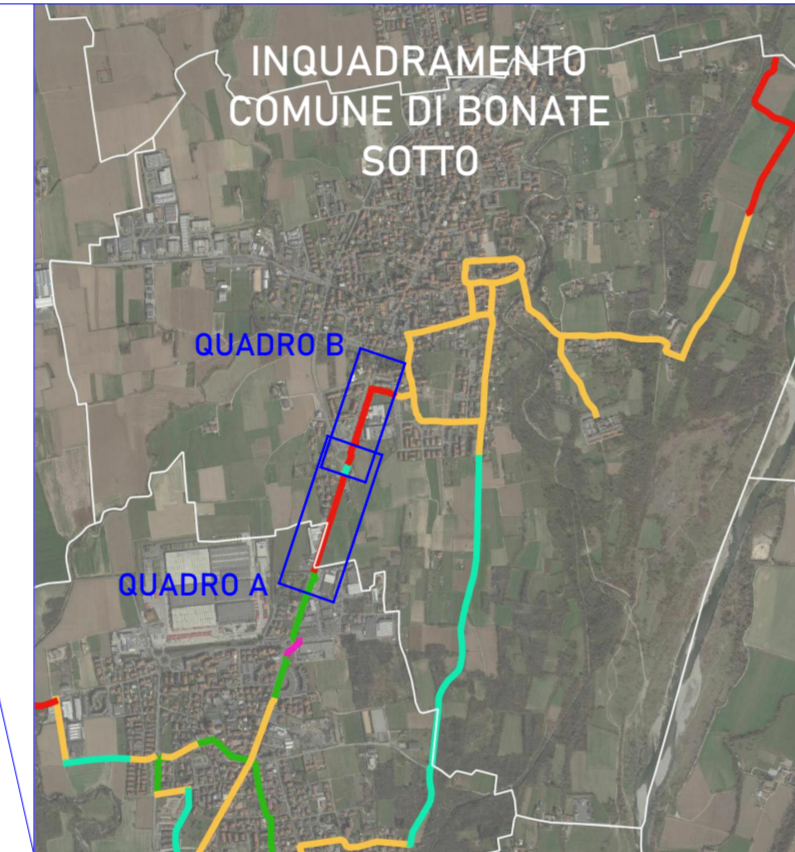 INQUADRAMENTO
COMUNE DI BONATE
SOTTO
QUADRO B
QUADRO A